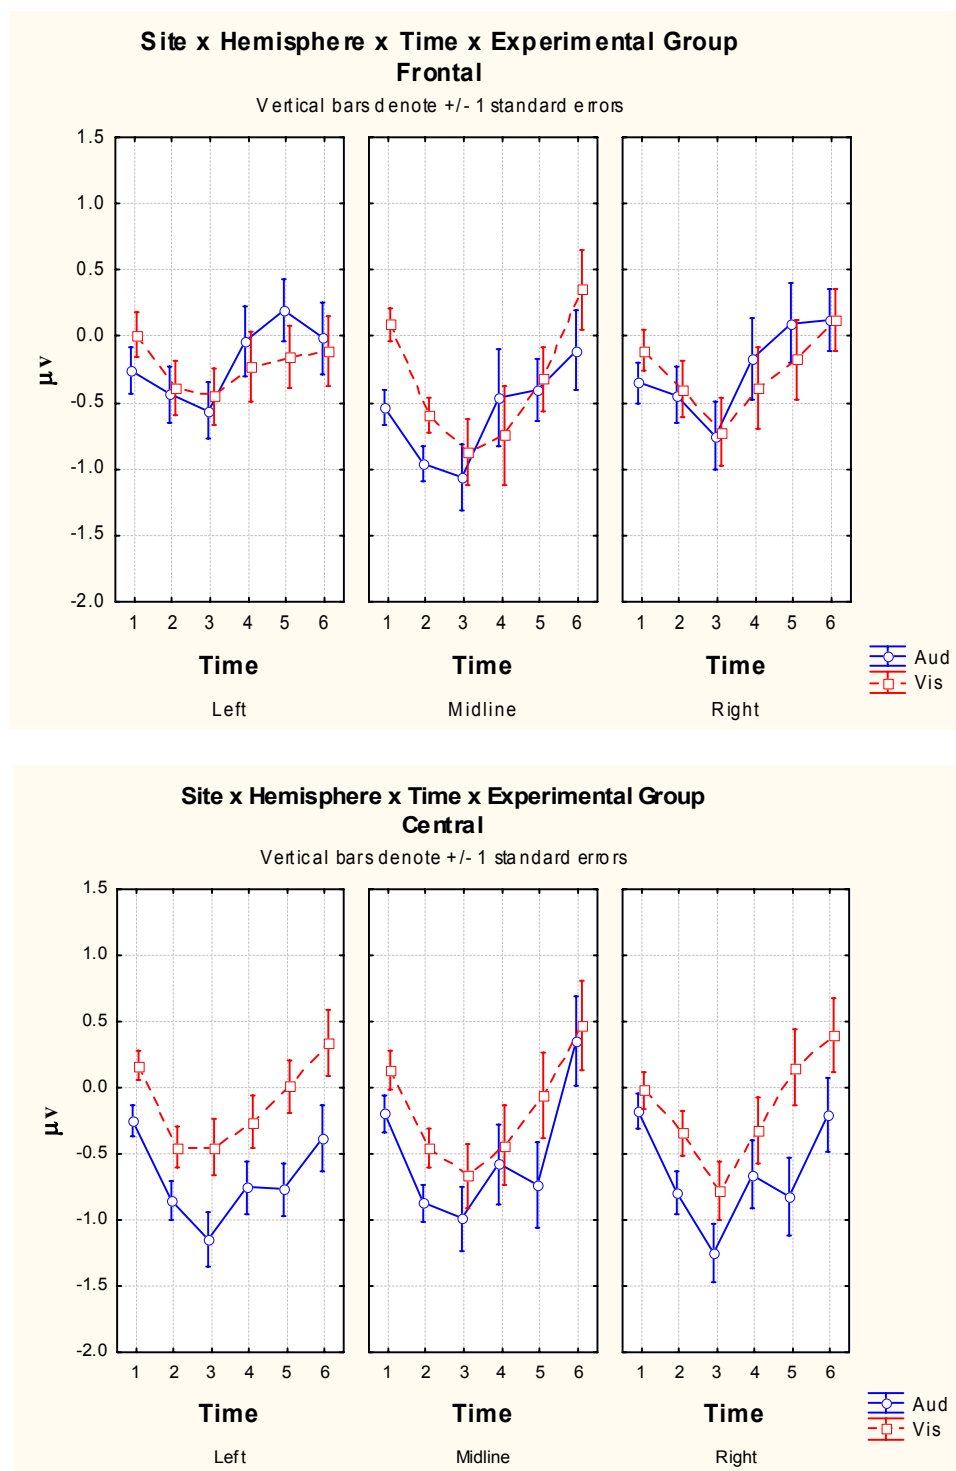 Site x Hemisphere x Time x Experimental Group
Frontal
Vertical bars denote +/- 1 standard errors
1.5
1.0
0.5
0.0
-0.5
-1.0
-1.5
-2.0
μv
1 2 3 4 5 6
1 2 3 4 5 6
1 2 3 4 5 6
Time
Time
Time
Left
Midline
Right
Aud
Vis
Site x Hemisphere x Time x Experimental Group
Central
Vertical bars denote +/- 1 standard errors
1.5
1.0
0.5
0.0
-0.5
-1.0
-1.5
-2.0
μv
1 2 3 4 5 6
1 2 3 4 5 6
1 2 3 4 5 6
Time
Time
Time
Left
Midline
Right
Aud
Vis